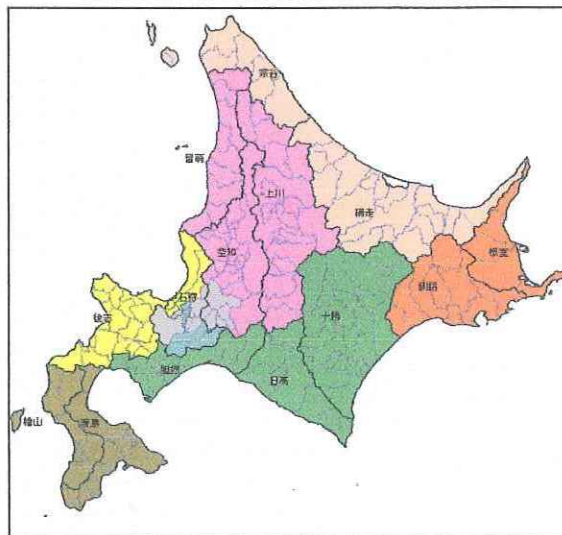 宗谷
留萌
上川
網走
空知
根室
釧路
石狩
後志
十勝
胆振
日高
檜山
渡島